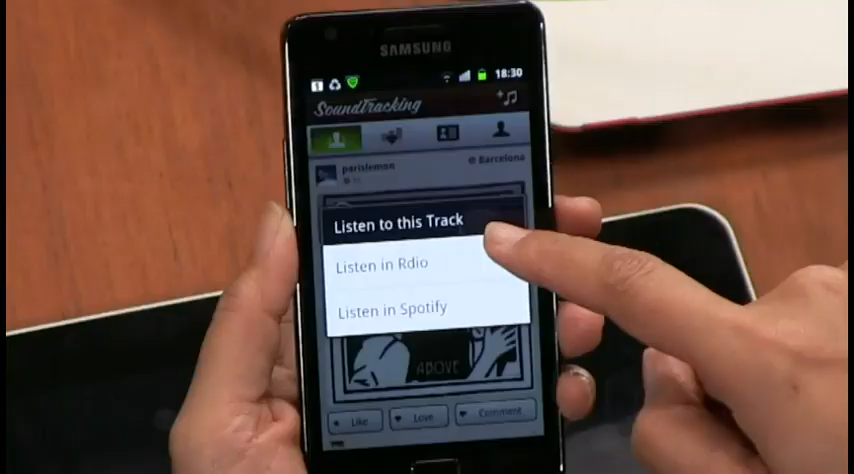 SAMSUNG
18:30
SoundTracking
parislemon
Barcelona
Listen to this Track
Listen in Rdio
Listen in Spotify
ABOVE
Like Love Comment